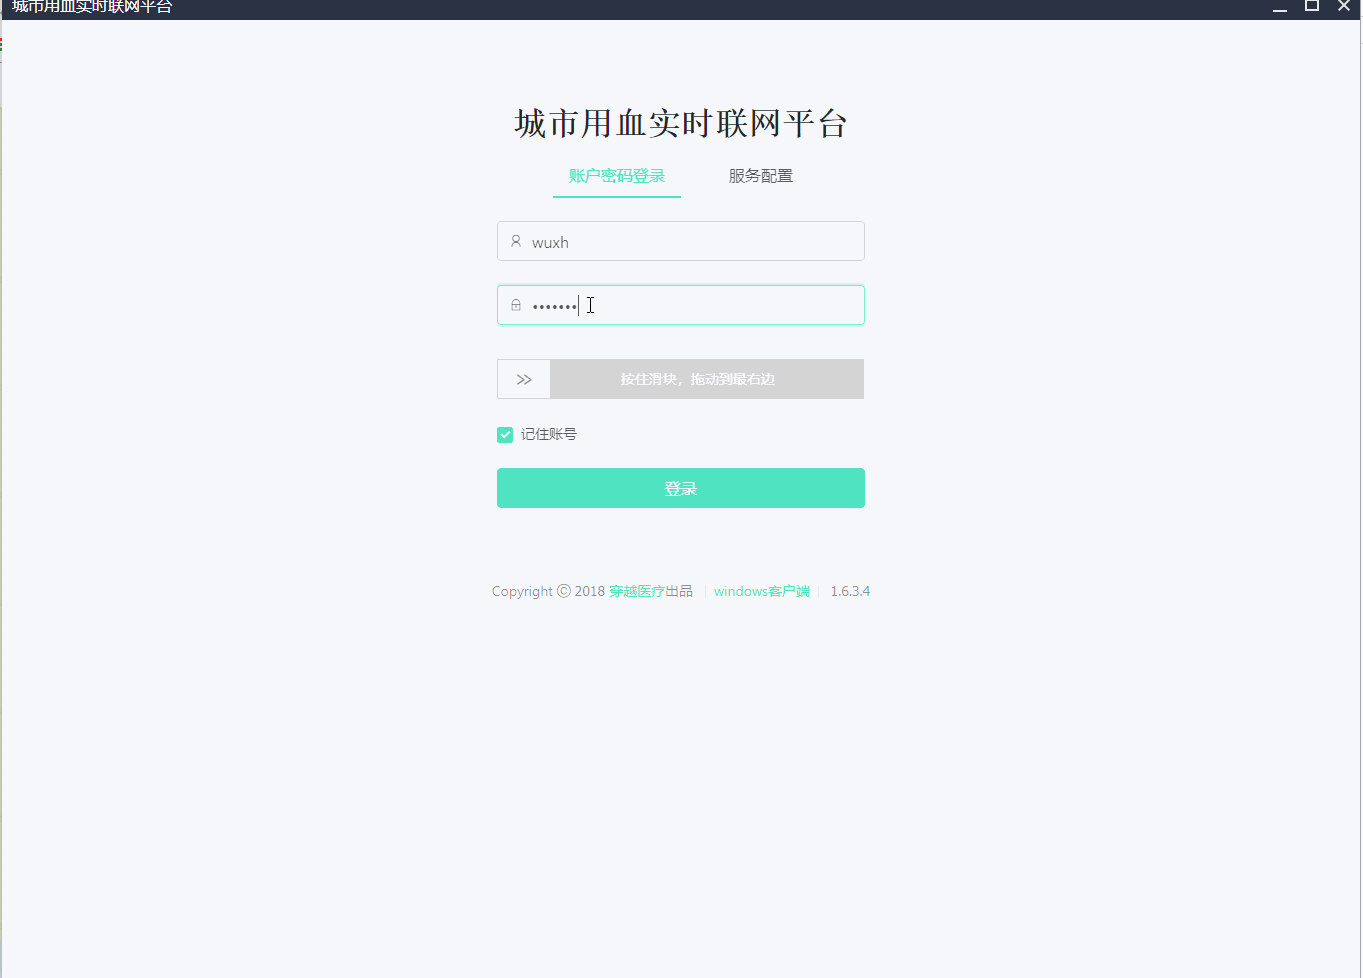 城市用血实时联网平台
城市用血实时联网平台
账户密码登录 服务配置
wuxh
•••••••
按住滑块，拖动到最右边
记住账号
登录
Copyright © 2018 穿越医疗出品 windows客户端 1.6.3.4